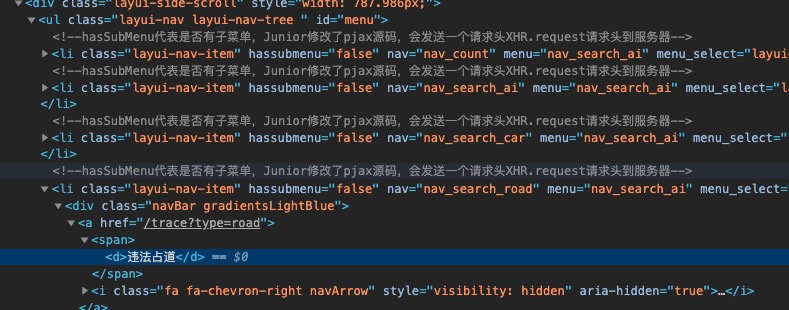 <div class="layui-side-scroll" style="width: 787.986px;">
<ul class="layui-nav layui-nav-tree " id="menu">
<!--hasSubMenu代表是否有子菜单，Junior修改了pjax源码，会发送一个请求头XHR.request请求头到服务器-->
<li class="layui-nav-item" hassubmenu="false" nav="nav_count" menu="nav_search_ai" menu_select="layui-
<!--hasSubMenu代表是否有子菜单，Junior修改了pjax源码，会发送一个请求头XHR.request请求头到服务器-->
<li class="layui-nav-item" hassubmenu="false" nav="nav_search_ai" menu="nav_search_ai" menu_select="la
</li>
<!--hasSubMenu代表是否有子菜单，Junior修改了pjax源码，会发送一个请求头XHR.request请求头到服务器-->
<li class="layui-nav-item" hassubmenu="false" nav="nav_search_car" menu="nav_search_ai" menu_select="l
</li>
<!--hasSubMenu代表是否有子菜单，Junior修改了pjax源码，会发送一个请求头XHR.request请求头到服务器-->
<li class="layui-nav-item" hassubmenu="false" nav="nav_search_road" menu="nav_search_ai" menu_select="
<div class="navBar gradientsLightBlue">
<a href="/trace?type=road">
<span>
<d>违法占道</d> == $0
</span>
<i class="fa fa-chevron-right navArrow" style="visibility: hidden" aria-hidden="true">…</i>
</a>